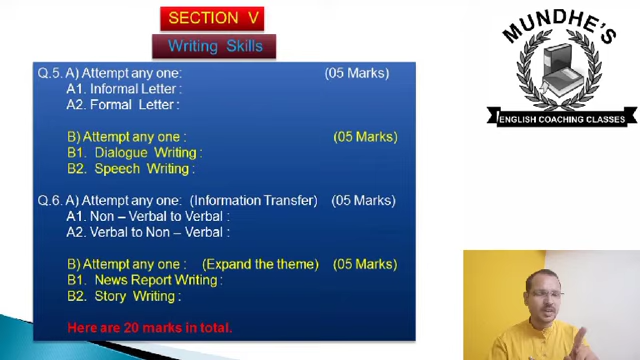 SECTION V
Writing Skills
Q.5. A) Attempt any one: (05 Marks)
A1. Informal Letter :
A2. Formal Letter :
B) Attempt any one : (05 Marks)
B1. Dialogue Writing :
B2. Speech Writing :
Q.6. A) Attempt any one: (Information Transfer) (05 Marks)
A1. Non – Verbal to Verbal :
A2. Verbal to Non – Verbal :
B) Attempt any one : (Expand the theme) (05 Marks)
B1. News Report Writing :
B2. Story Writing :
Here are 20 marks in total.
MUNDHE'S
ENGLISH COACHING CLASSES